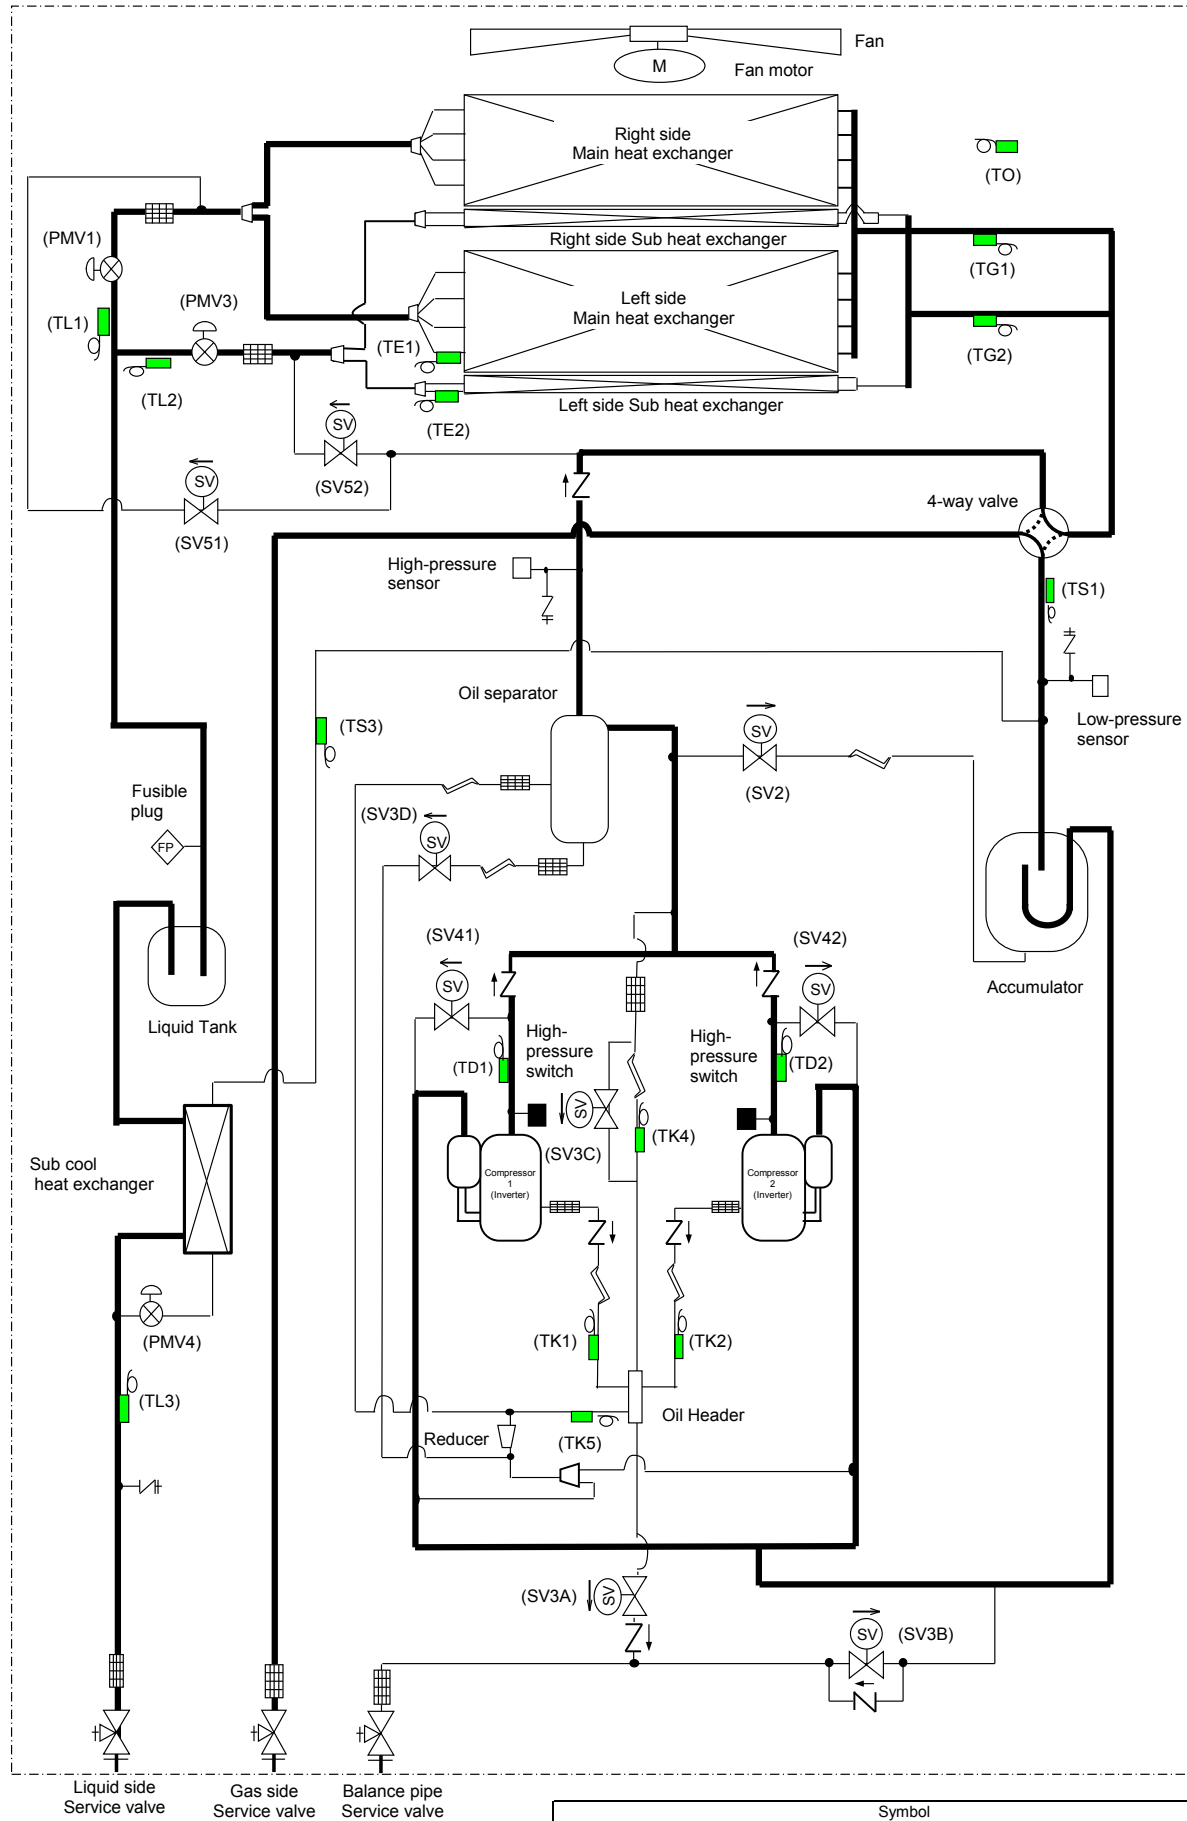 Fan
M
Fan motor
Right side
Main heat exchanger
(TO)
Right side Sub heat exchanger
(PMV1)
(TG1)
(PMV3)
Left side
Main heat exchanger
(TL1)
(TE1)
(TG2)
(TL2)
Left side Sub heat exchanger
(TE2)
SV
(SV52)
SV
(SV51)
4-way valve
High-pressure
sensor
(TS1)
Oil separator
(TS3)
Low-pressure
sensor
SV
(SV2)
Fusible
plug
FP
(SV3D)
SV
(SV41)
(SV42)
SV
SV
Accumulator
Liquid Tank
High-
pressure
switch
High-
pressure
switch
(TD1)
(TD2)
SV
(SV3C)
(TK4)
Sub cool
heat exchanger
Compressor
1
(Inverter)
Compressor
2
(Inverter)
(PMV4)
(TK1)
(TK2)
(TL3)
Oil Header
Reducer
(TK5)
(SV3A)
SV
SV
(SV3B)
Liquid side
Service valve
Gas side
Service valve
Balance pipe
Service valve
Symbol